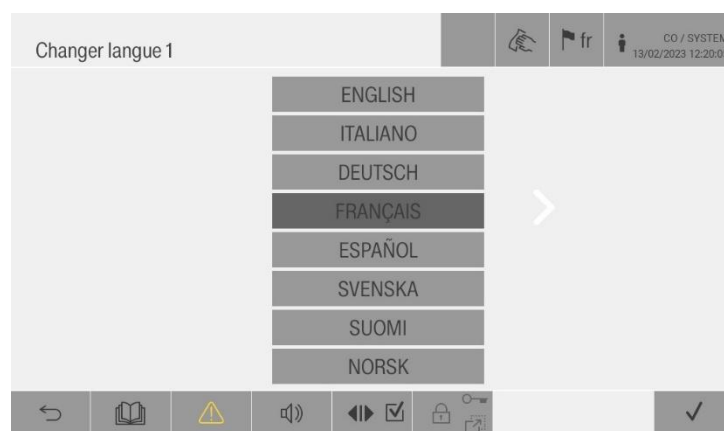 Changer langue 1
fr
CO / SYSTEM
13/02/2023 12:20:0
ENGLISH
ITALIANO
DEUTSCH
FRANÇAIS
ESPAÑOL
SVENSKA
SUOMI
NORSK